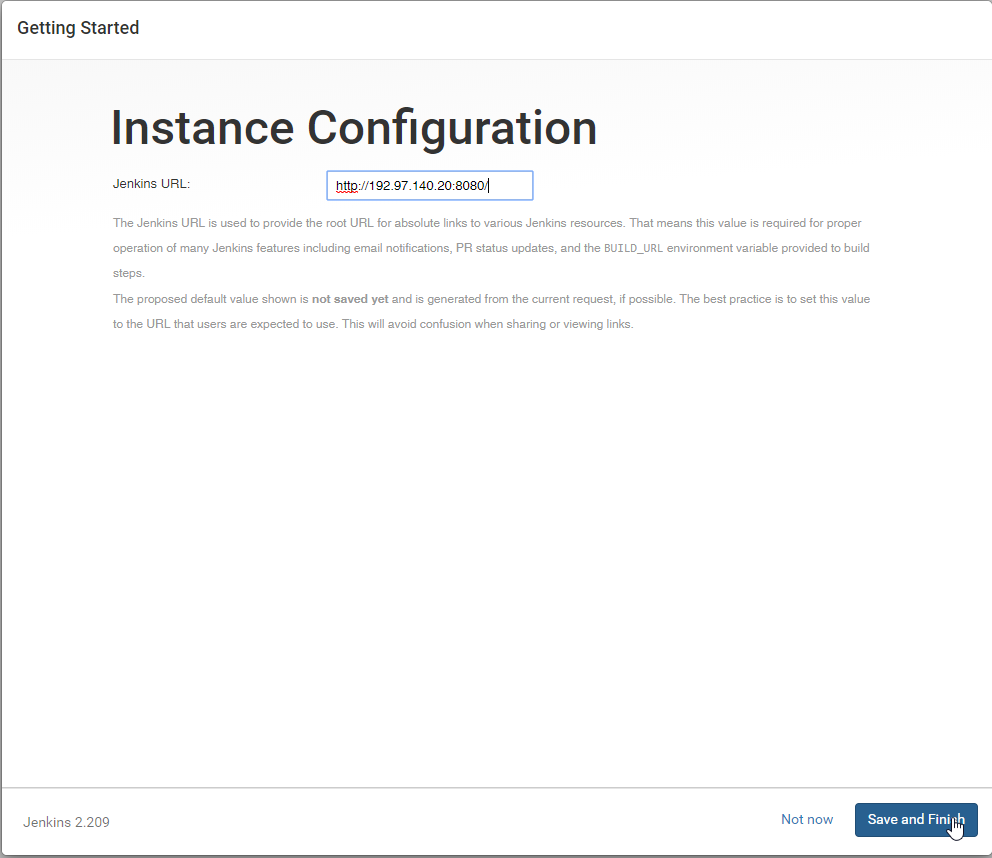 Getting Started
Instance Configuration
Jenkins URL: http://192.97.140.20:8080/
The Jenkins URL is used to provide the root URL for absolute links to various Jenkins resources. That means this value is required for proper
operation of many Jenkins features including email notifications, PR status updates, and the BUILD_URL environment variable provided to build
steps.
The proposed default value shown is not saved yet and is generated from the current request, if possible. The best practice is to set this value
to the URL that users are expected to use. This will avoid confusion when sharing or viewing links.
Jenkins 2.209 Not now Save and Finish